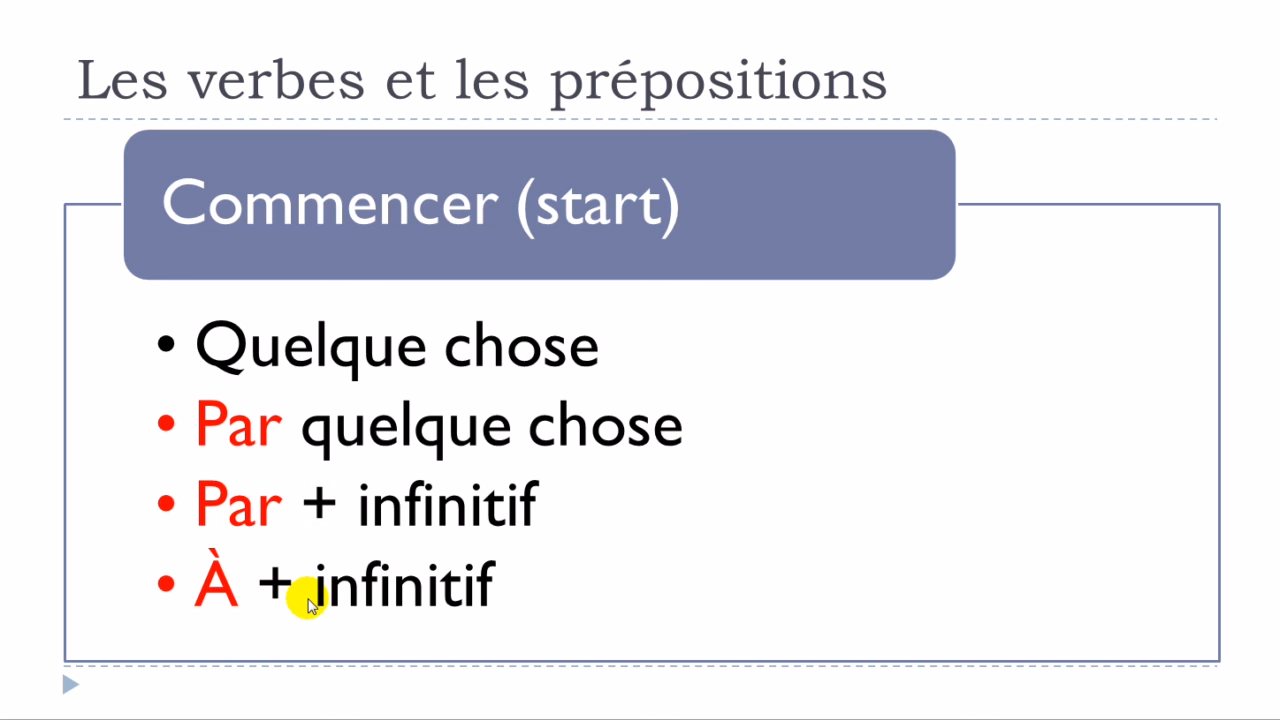 Les verbes et les prépositions
Commencer (start)
• Quelque chose
• Par quelque chose
• Par + infinitif
• À + infinitif